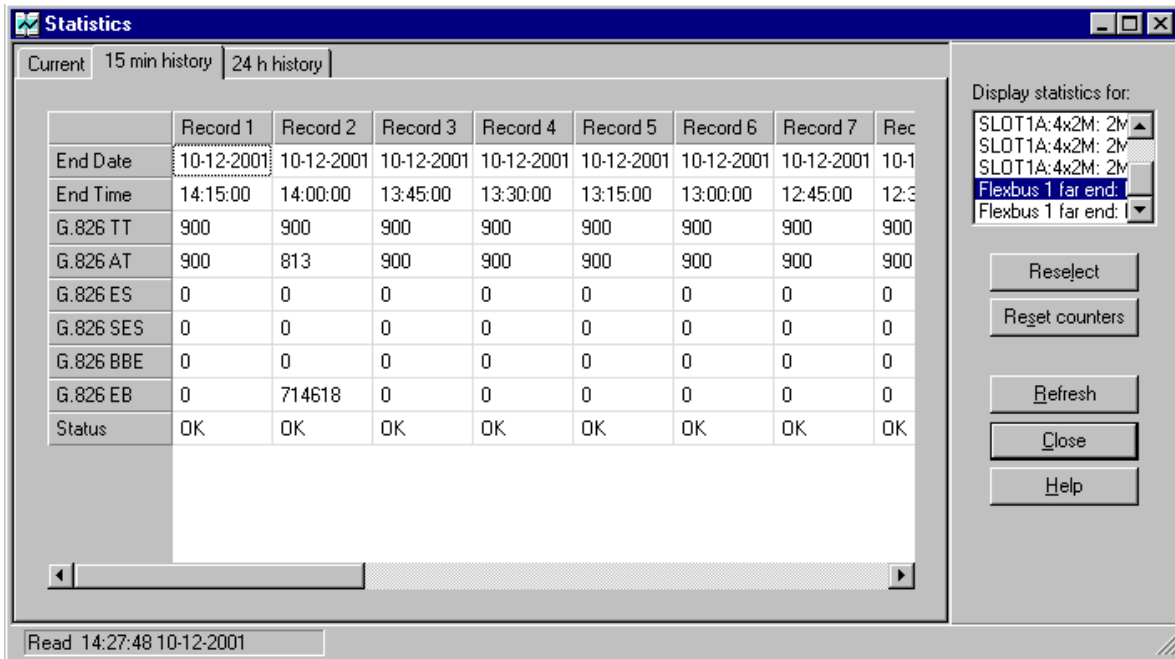 Statistics
Current 15 min history 24 h history
Display statistics for:
SLOT1A:4x2M: 2M
SLOT1A:4x2M: 2M
SLOT1A:4x2M: 2M
Flexbus 1 far end:
Flexbus 1 far end:
Record 1 Record 2 Record 3 Record 4 Record 5 Record 6 Record 7 Rec
End Date 10-12-2001 10-12-2001 10-12-2001 10-12-2001 10-12-2001 10-12-2001 10-12-2001 10-1
End Time 14:15:00 14:00:00 13:45:00 13:30:00 13:15:00 13:00:00 12:45:00 12:3
G.826 TT 900 900 900 900 900 900 900 900
G.826 AT 900 813 900 900 900 900 900 900
G.826 ES 0 0 0 0 0 0 0 0
G.826 SES 0 0 0 0 0 0 0 0
G.826 BBE 0 0 0 0 0 0 0 0
G.826 EB 0 714618 0 0 0 0 0 0
Status OK OK OK OK OK OK OK OK
Reselect
Reset counters
Refresh
Close
Help
Read 14:27:48 10-12-2001